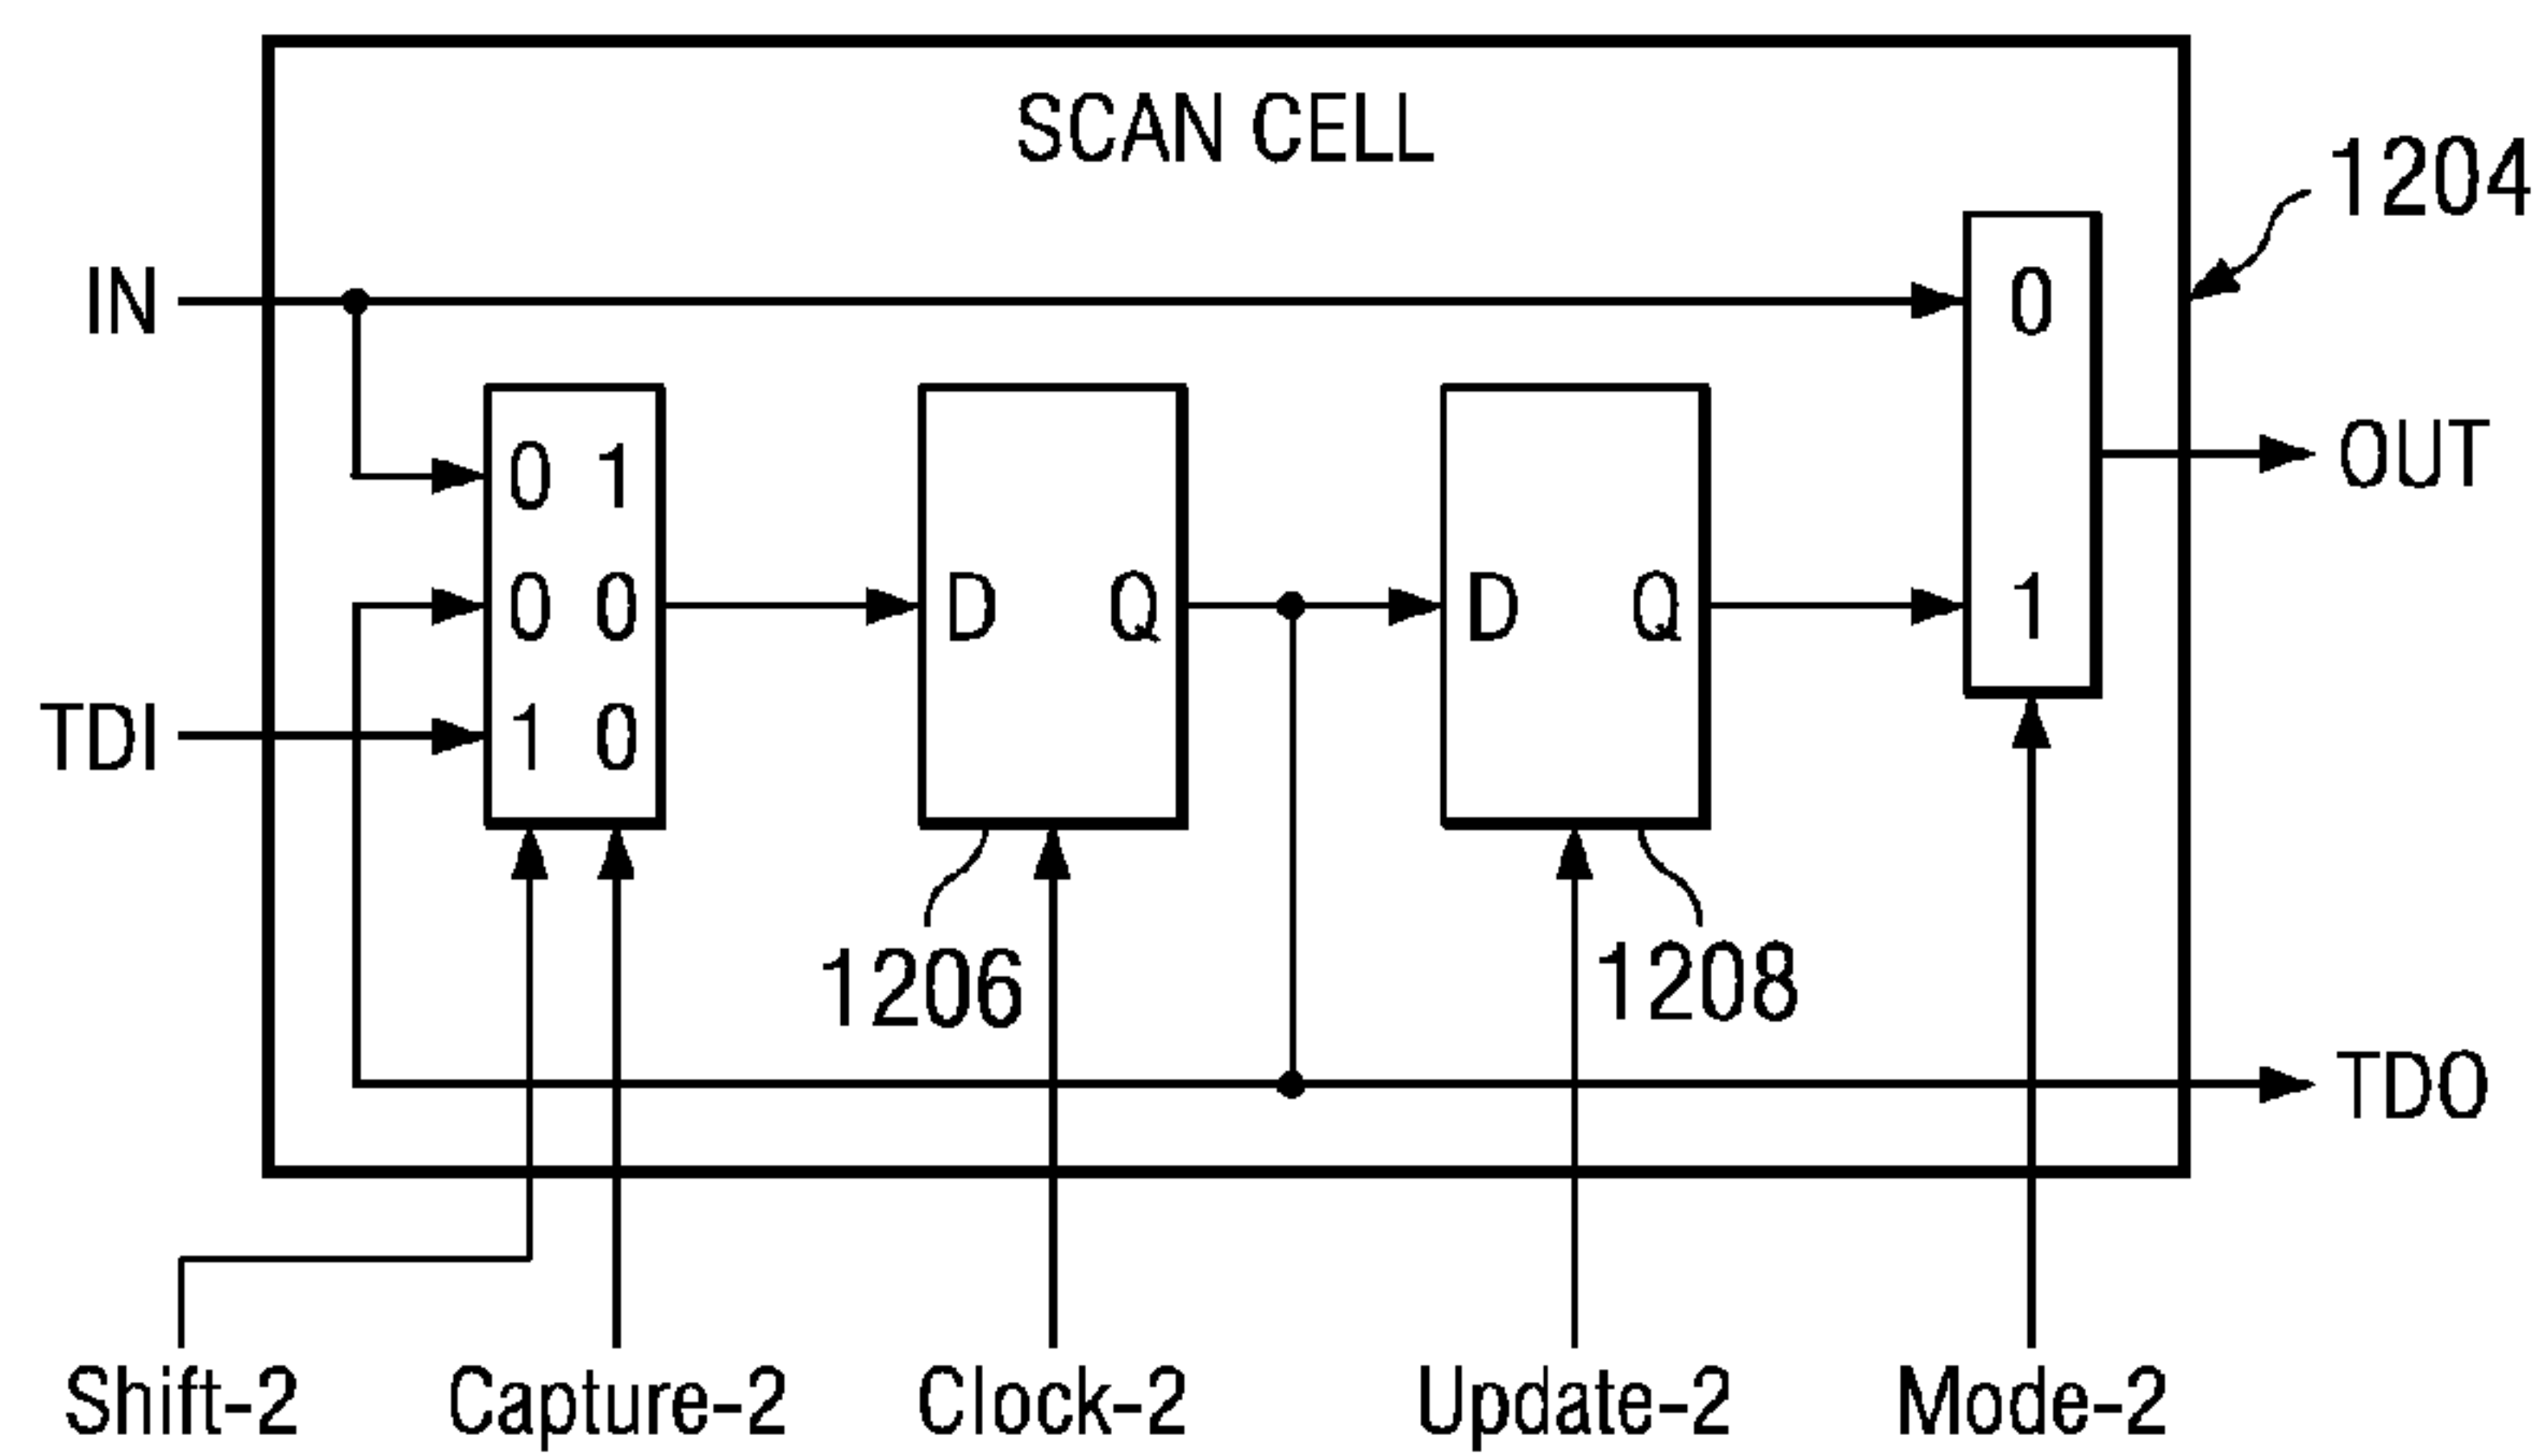 SCAN CELL
1204
IN
0
0 1
OUT
0 0
D Q
D Q
1
TDI
1 0
1206
1208
TDO
Shift-2
Capture-2
Clock-2
Update-2
Mode-2